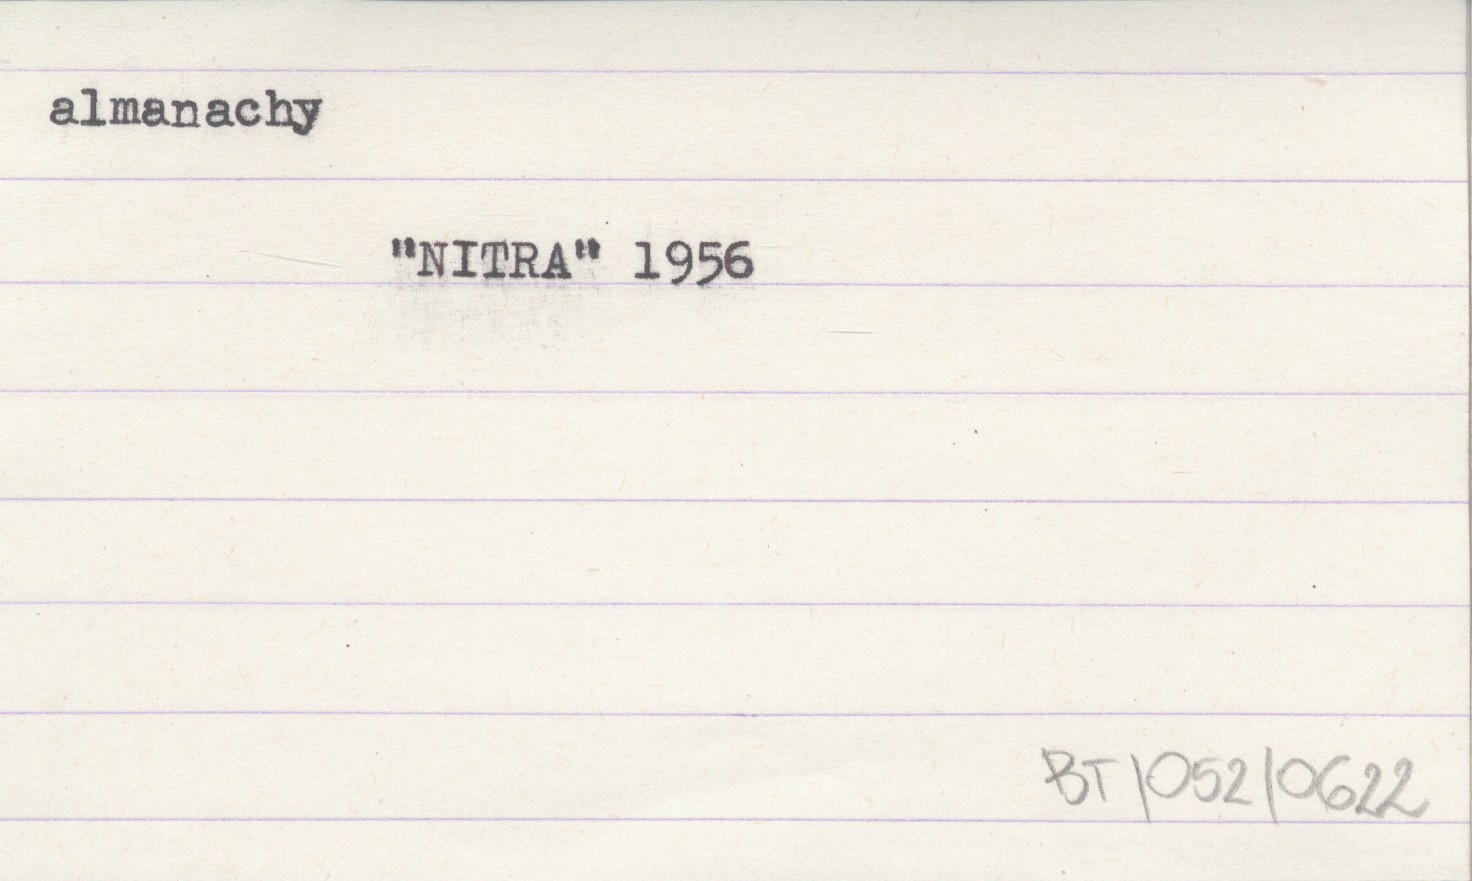 almanachy
"NITRA" 1956
BT/052/0622